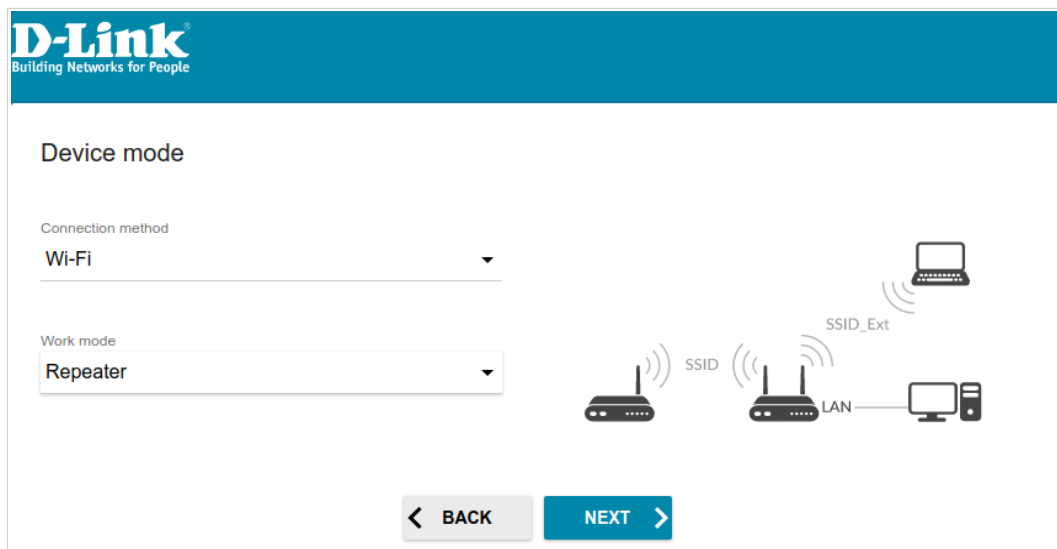 D-Link®
Building Networks for People
Device mode
Connection method
Wi-Fi
Work mode
Repeater
SSID
SSID_Ext
LAN
BACK
NEXT